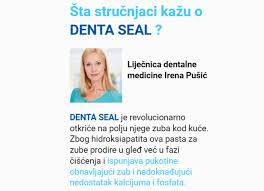 Šta stručnjaci kažu o
DENTA SEAL ?
Liječnica dentalne
medicine Irena Pušić
DENTA SEAL je revolucionarno
otkriće na polju njege zuba kod kuće.
Zbog hidroksiapatita ova pasta za
zube prodire u gleđ već u fazi
čišćenja i ispunjava pukotine
obnavljajući zub i nadoknađujući
nedostatak kalcijuma i fosfata.